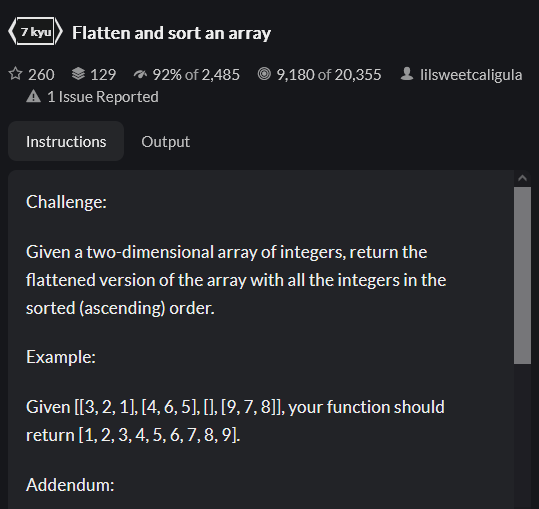 7 kyu Flatten and sort an array
260 129 92% of 2,485 9,180 of 20,355 lilsweetcaligula
1 Issue Reported
Instructions Output
Challenge:
Given a two-dimensional array of integers, return the
flattened version of the array with all the integers in the
sorted (ascending) order.
Example:
Given [[3, 2, 1], [4, 6, 5], [], [9, 7, 8]], your function should
return [1, 2, 3, 4, 5, 6, 7, 8, 9].
Addendum: